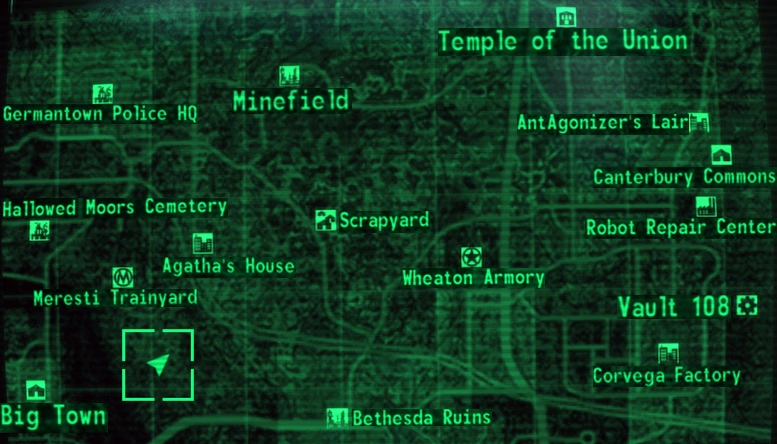 Temple of the Union
Minefield
Germantown Police HQ
AntAgonizer's Lair
Canterbury Commons
Hallowed Moors Cemetery
Scrapyard
Robot Repair Center
Agatha's House
Wheaton Armory
Meresti Trainyard
Vault 108
Corvega Factory
Big Town
Bethesda Ruins